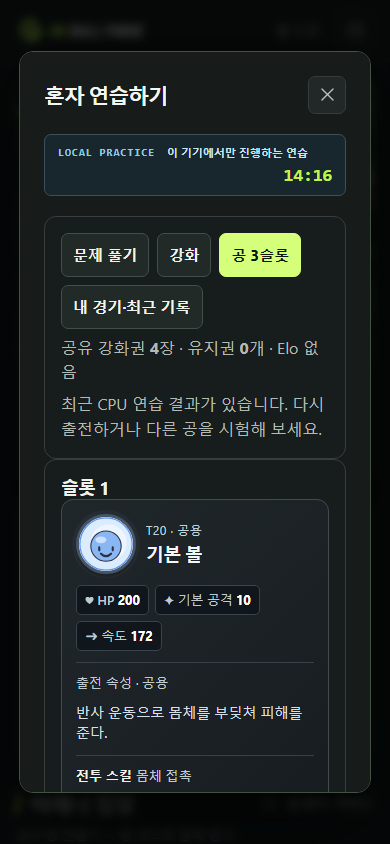 혼자 연습하기
LOCAL PRACTICE 이 기기에서만 진행하는 연습
14:16
문제 풀기 강화 공 3슬롯
내 경기·최근 기록
공유 강화권 4장 · 유지권 0개 · Elo 없
음
최근 CPU 연습 결과가 있습니다. 다시
출전하거나 다른 공을 시험해 보세요.
슬롯 1
T20 · 공용
기본 볼
♥ HP 200 ✦ 기본 공격 10
➜ 속도 172
출전 속성 · 공용
반사 운동으로 몸체를 부딪쳐 피해를
준다.
전투 스킬 몸체 접촉